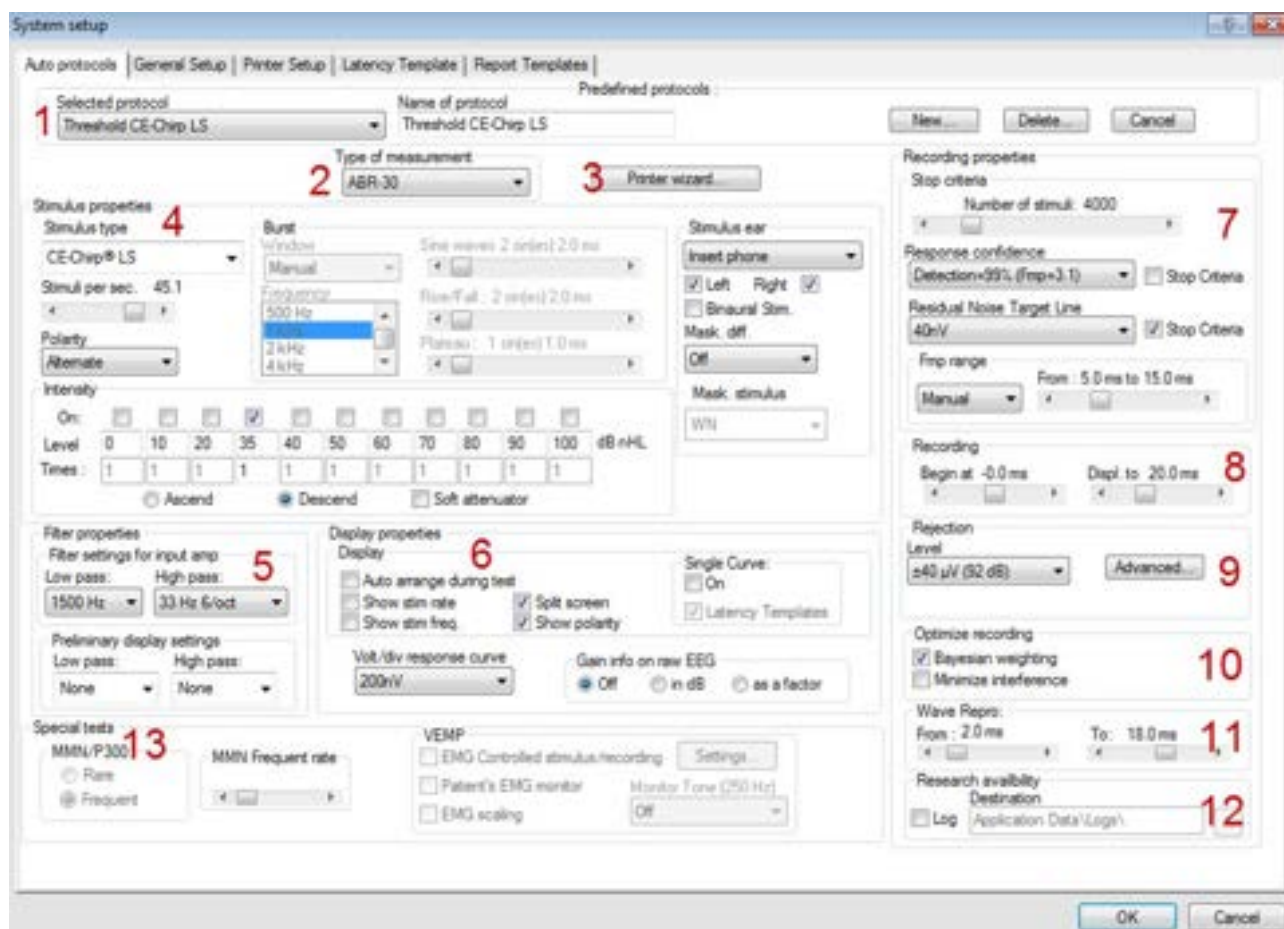 System setup
Auto protocols General Setup Printer Setup Latency Template Report Templates
Predefined protocols :
Selected protocol Name of protocol
1 Threshold CE-Chirp LS Threshold CE-Chirp LS New... Delete... Cancel
Type of measurement
2 ABR-30 3 Printer wizard...
Stimulus properties
4
Stimulus type
CE-Chirp® LS
Stimuli per sec. 45.1
Polarity
Alternate
Burst
Window
Manual
Frequency
500 Hz
1 kHz
2 kHz
4 kHz
Sine waves 2 sin(es) 2.0 ms
Rise/Fall : 2 sin(es) 2.0 ms
Plateau : 1 sin(es) 1.0 ms
Stimulus ear
Insert phone
Left Right
Binaural Stim.
Mask. diff.
Off
Mask. stimulus
WN
Intensity
On:
Level 0 10 20 35 40 50 60 70 80 90 100 dB nHL
Times : 1 1 1 1 1 1 1 1 1 1 1
Ascend Descend Soft attenuator
Filter properties
Filter settings for input amp
5
Low pass: High pass:
1500 Hz 33 Hz 6/oct
Preliminary display settings
Low pass: High pass:
None None
Display properties
Display
6
Auto arrange during test
Show stim rate Split screen
Show stim freq. Show polarity
Single Curve:
On
Latency Templates
Volt./div response curve
200nV
Gain info on raw EEG
Off in dB as a factor
Special tests
13
MMN/P300
Rare
Frequent
MMN Frequent rate
VEMP
EMG Controlled stimulus/recording Settings...
Patient's EMG monitor Monitor Tone (250 Hz)
EMG scaling Off
Recording properties
Stop criteria
Number of stimuli: 4000
7
Response confidence
Detection=99% (Fmp=3.1) Stop Criteria
Residual Noise Target Line
40nV Stop Criteria
Fmp range
Manual From : 5.0 ms to 15.0 ms
Recording
Begin at -0.0 ms Displ. to 20.0 ms
8
Rejection
Level
±40 µV (92 dB) Advanced... 9
Optimize recording
Bayesian weighting
Minimize interference
10
Wave Repro:
From : 2.0 ms To: 18.0 ms
11
Research availbility
Destination
Log Application Data\Logs\ 12
OK Cancel